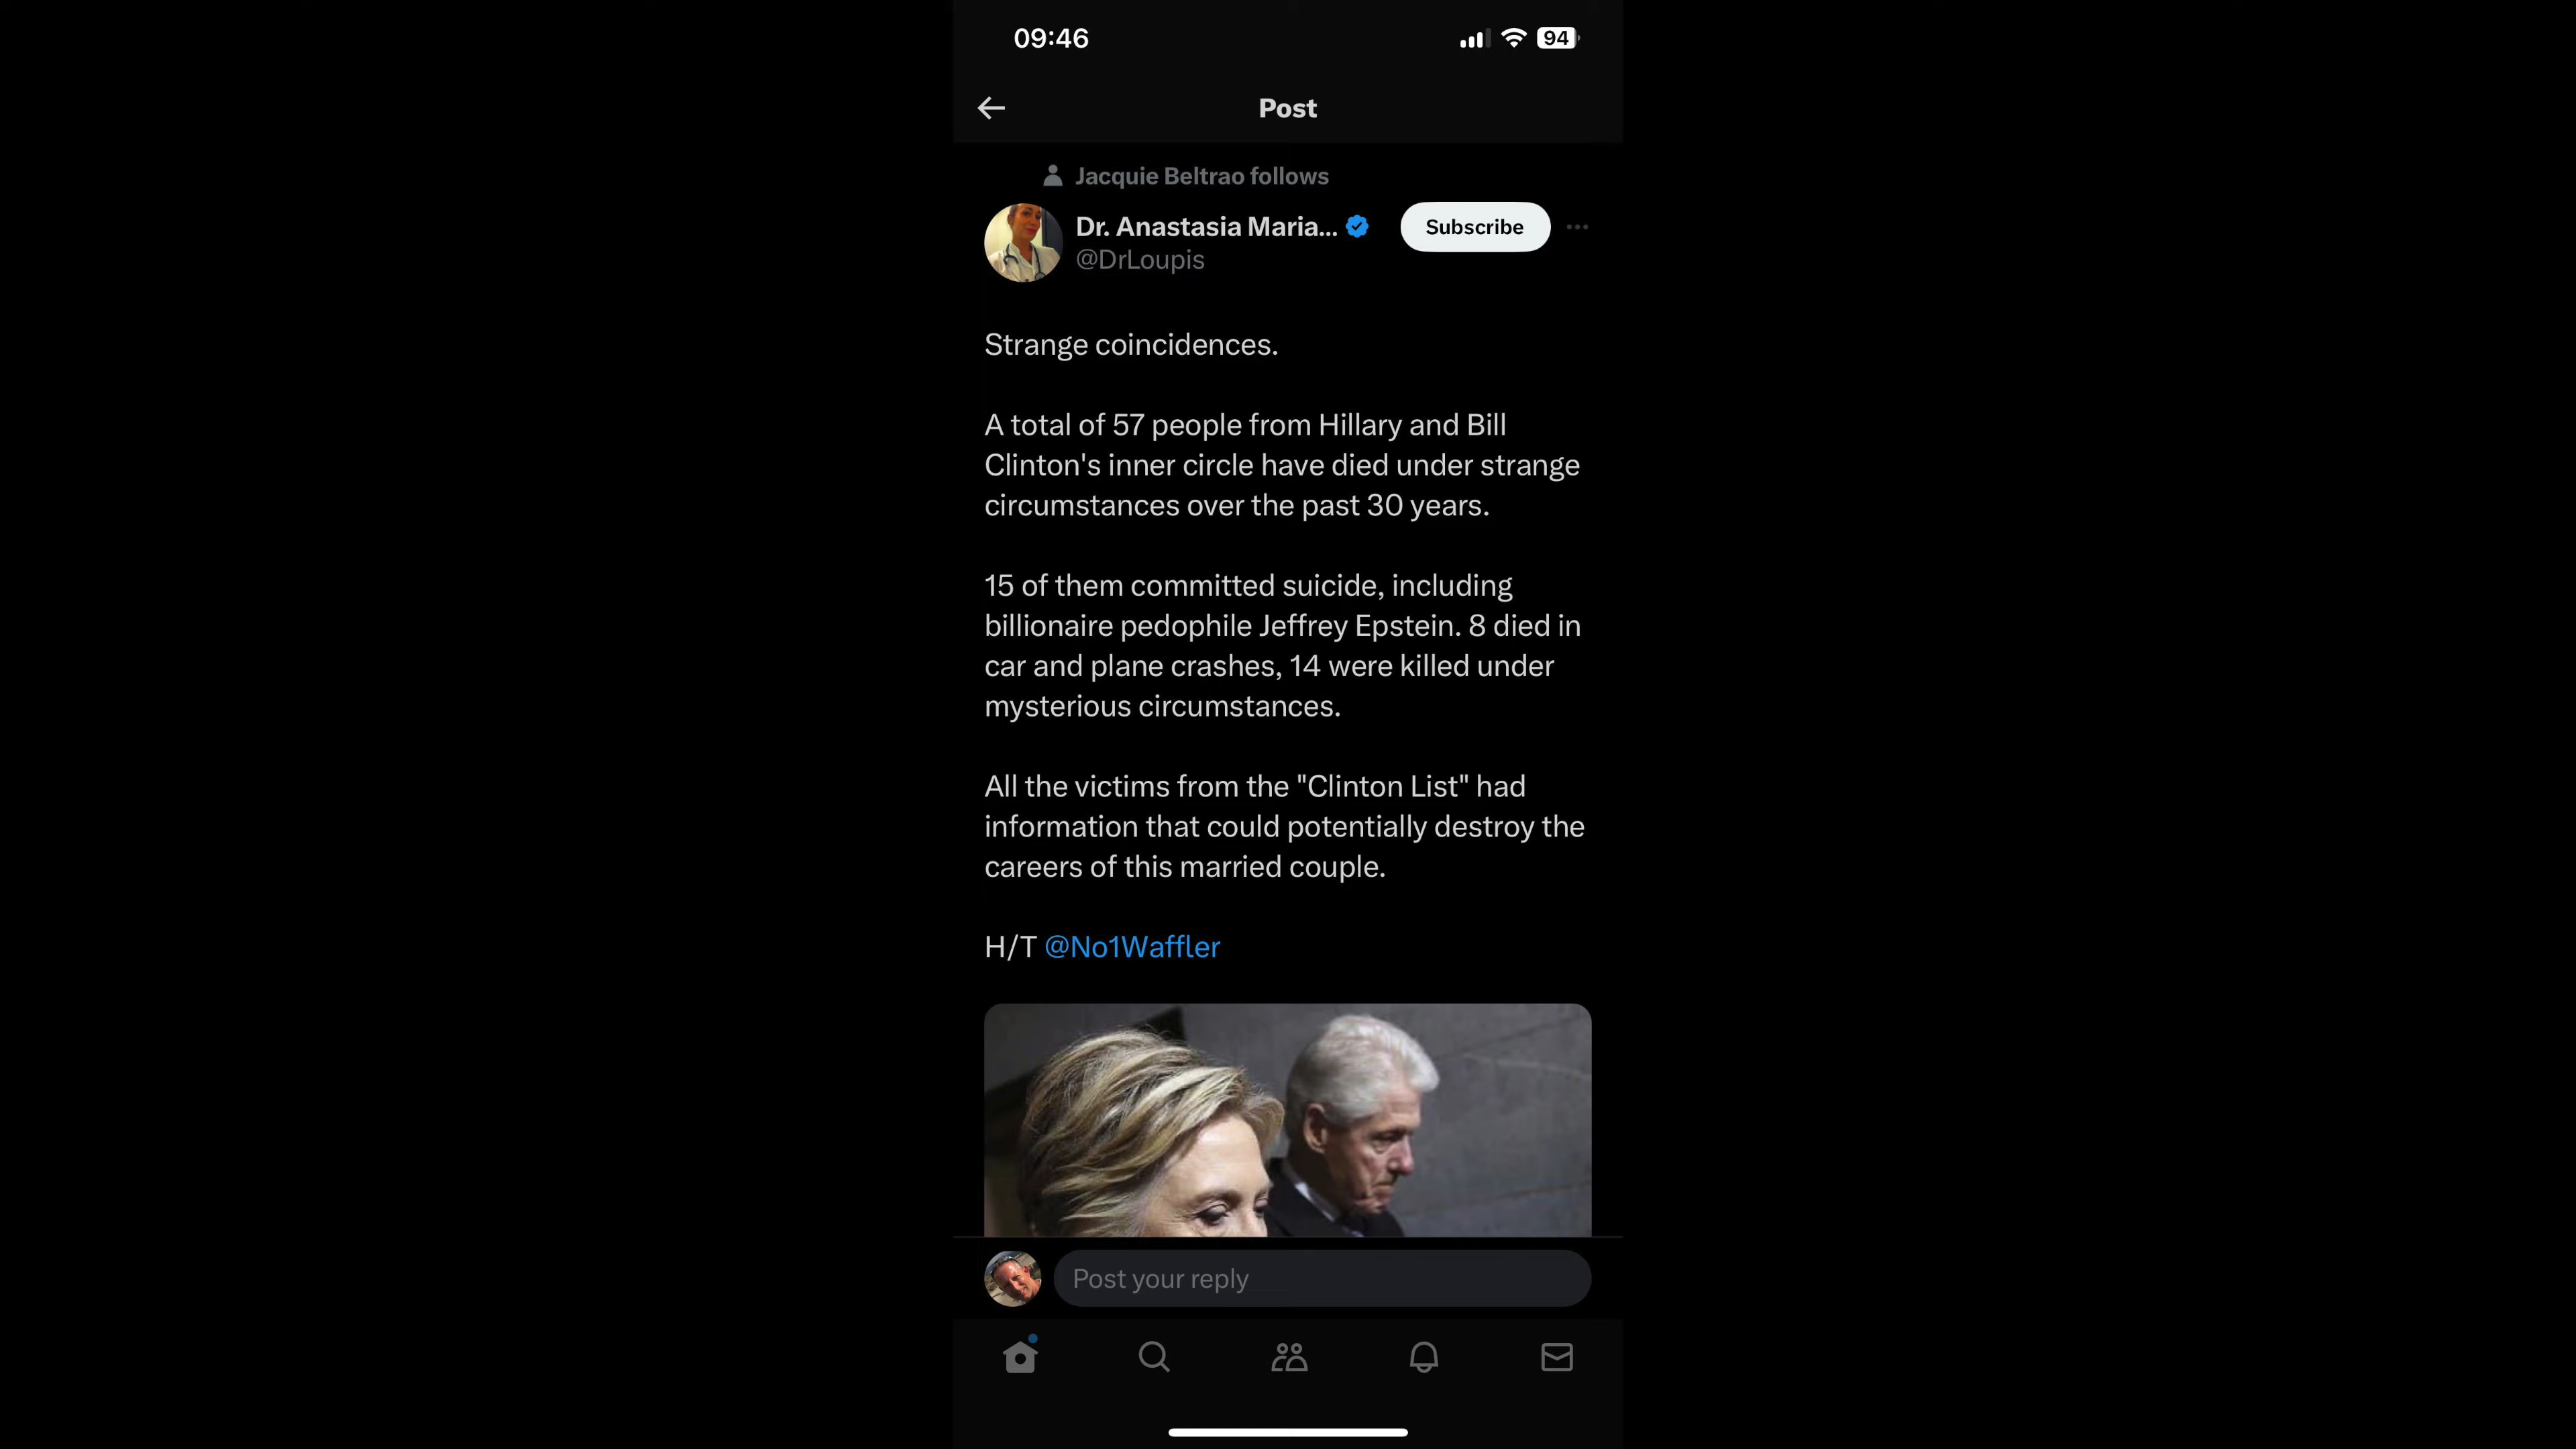 09:46
94
Post
Jacquie Beltrao follows
Dr. Anastasia Maria...
Subscribe
@DrLoupis
Strange coincidences.
A total of 57 people from Hillary and Bill
Clinton's inner circle have died under strange
circumstances over the past 30 years.
15 of them committed suicide, including
billionaire pedophile Jeffrey Epstein. 8 died in
car and plane crashes, 14 were killed under
mysterious circumstances.
All the victims from the "Clinton List" had
information that could potentially destroy the
careers of this married couple.
H/T @No1Waffler
Post your reply